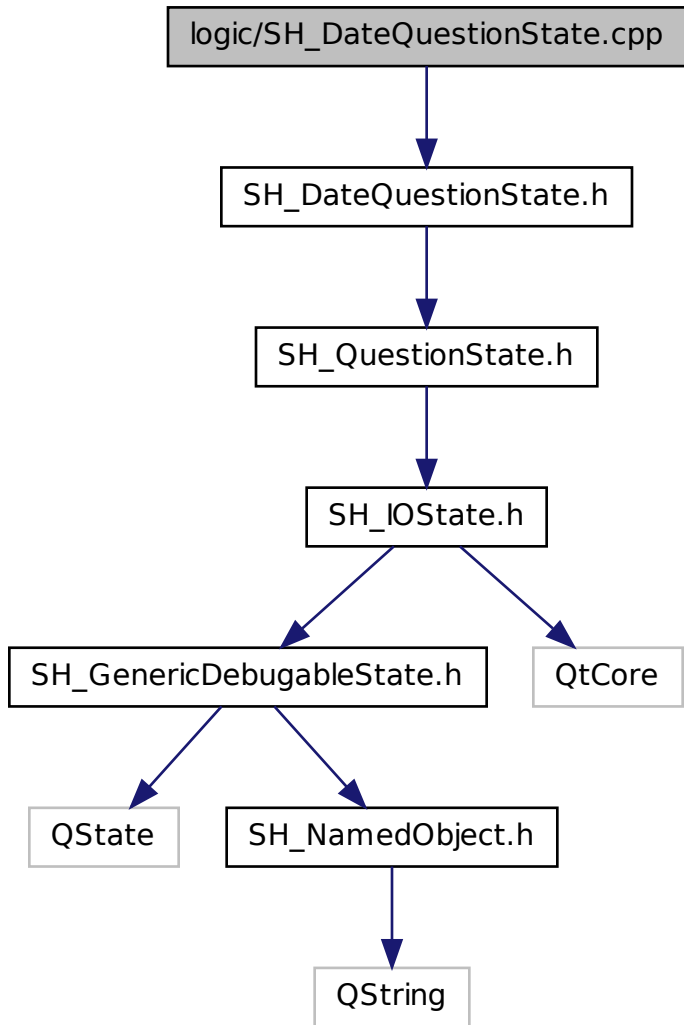 logic/SH_DateQuestionState.cpp
SH_DateQuestionState.h
SH_QuestionState.h
SH_IOState.h
SH_GenericDebugableState.h
QtCore
QState
SH_NamedObject.h
QString